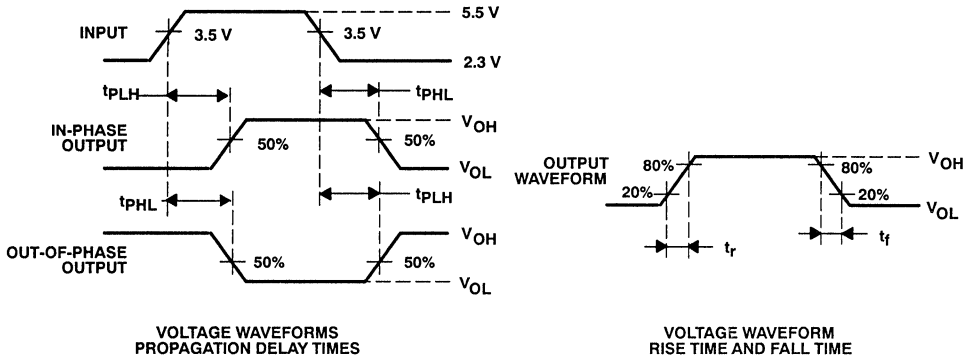 5.5 V
INPUT
3.5 V
3.5 V
2.3 V
tPLH
tPHL
IN-PHASE
OUTPUT
VOH
50%
50%
VOL
tPHL
tPLH
OUT-OF-PHASE
OUTPUT
VOH
50%
50%
VOL
VOLTAGE WAVEFORMS
PROPAGATION DELAY TIMES
OUTPUT
WAVEFORM
VOH
80%
80%
20%
20%
VOL
tr
tf
VOLTAGE WAVEFORM
RISE TIME AND FALL TIME